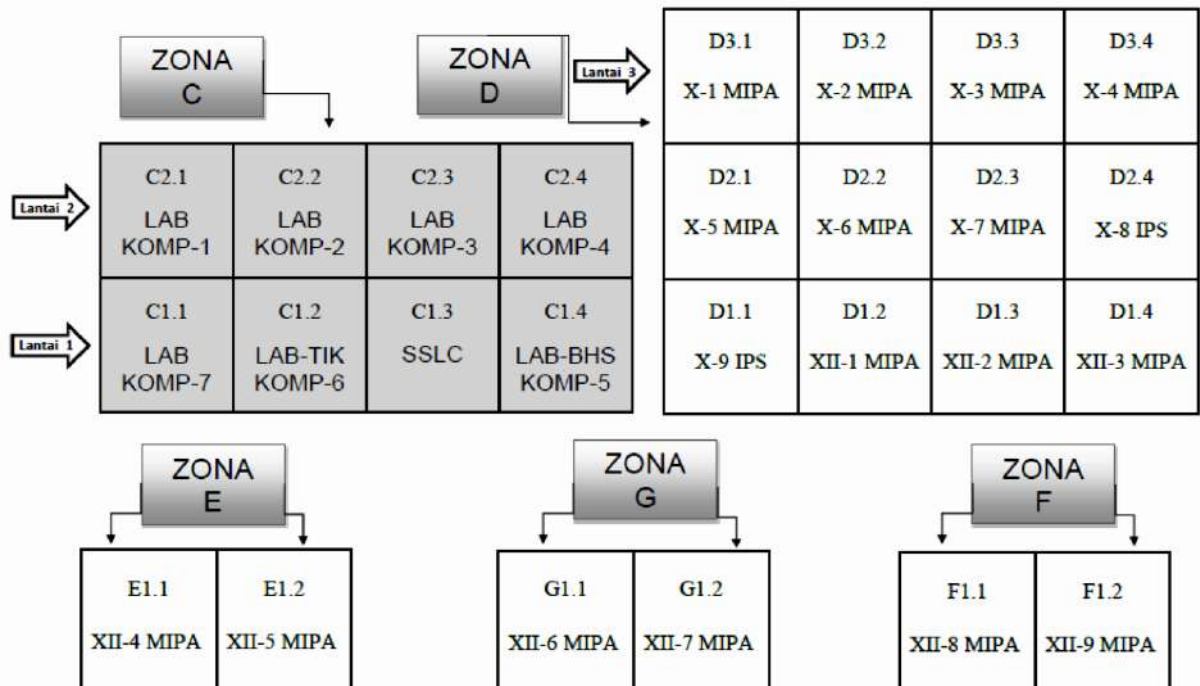 ZONA
C
ZONA
D
Lantai 3
D3.1
X-1 MIPA
D3.2
X-2 MIPA
D3.3
X-3 MIPA
D3.4
X-4 MIPA
Lantai 2
C2.1
LAB
KOMP-1
C2.2
LAB
KOMP-2
C2.3
LAB
KOMP-3
C2.4
LAB
KOMP-4
D2.1
X-5 MIPA
D2.2
X-6 MIPA
D2.3
X-7 MIPA
D2.4
X-8 IPS
Lantai 1
C1.1
LAB
KOMP-7
C1.2
LAB-TIK
KOMP-6
C1.3
SSLC
C1.4
LAB-BHS
KOMP-5
D1.1
X-9 IPS
D1.2
XII-1 MIPA
D1.3
XII-2 MIPA
D1.4
XII-3 MIPA
ZONA
E
E1.1
XII-4 MIPA
E1.2
XII-5 MIPA
ZONA
G
G1.1
XII-6 MIPA
G1.2
XII-7 MIPA
ZONA
F
F1.1
XII-8 MIPA
F1.2
XII-9 MIPA